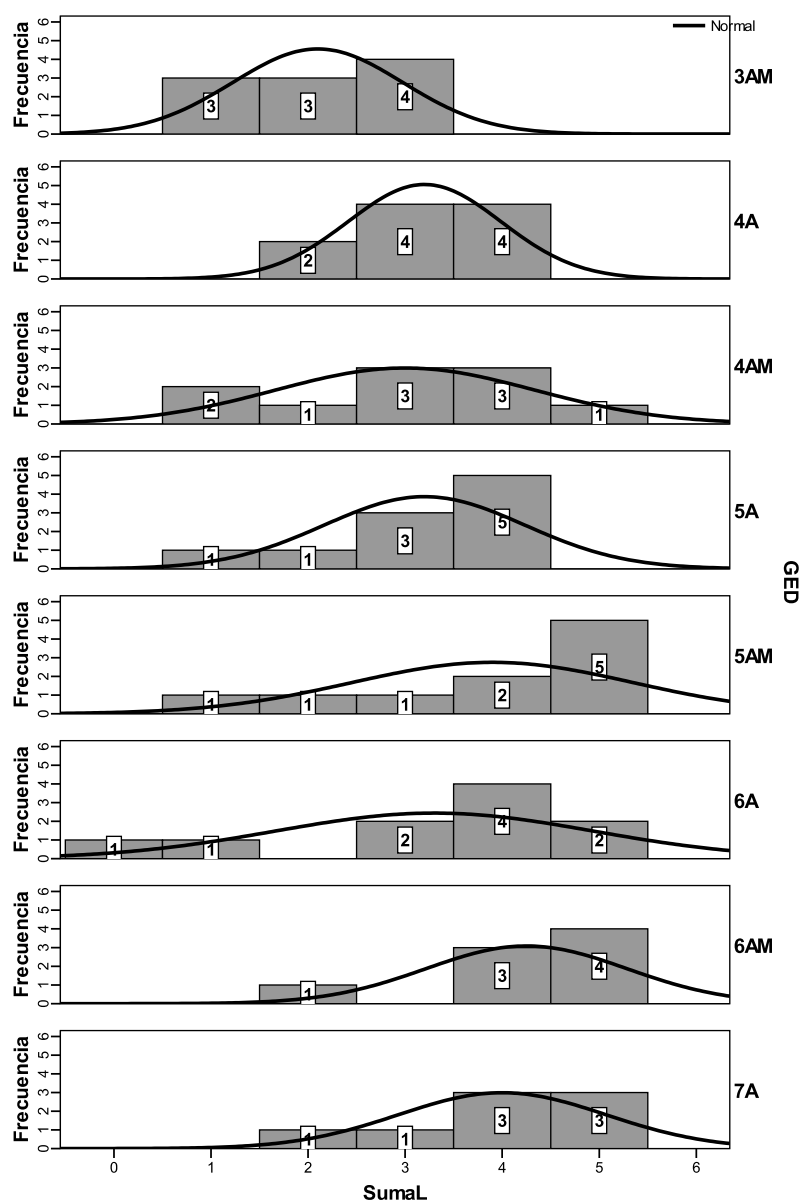 Normal
Frecuencia
0 1 2 3 4 5 6
3 3 4
3AM
Frecuencia
0 1 2 3 4 5 6
2 4 4
4A
Frecuencia
0 1 2 3 4 5 6
2 1 3 3 1
4AM
Frecuencia
0 1 2 3 4 5 6
1 1 3 5
5A
GED
Frecuencia
0 1 2 3 4 5 6
1 1 1 2 5
5AM
Frecuencia
0 1 2 3 4 5 6
1 1 2 4 2
6A
Frecuencia
0 1 2 3 4 5 6
1 3 4
6AM
Frecuencia
0 1 2 3 4 5 6
1 1 3 3
7A
0 1 2 3 4 5 6
SumaL